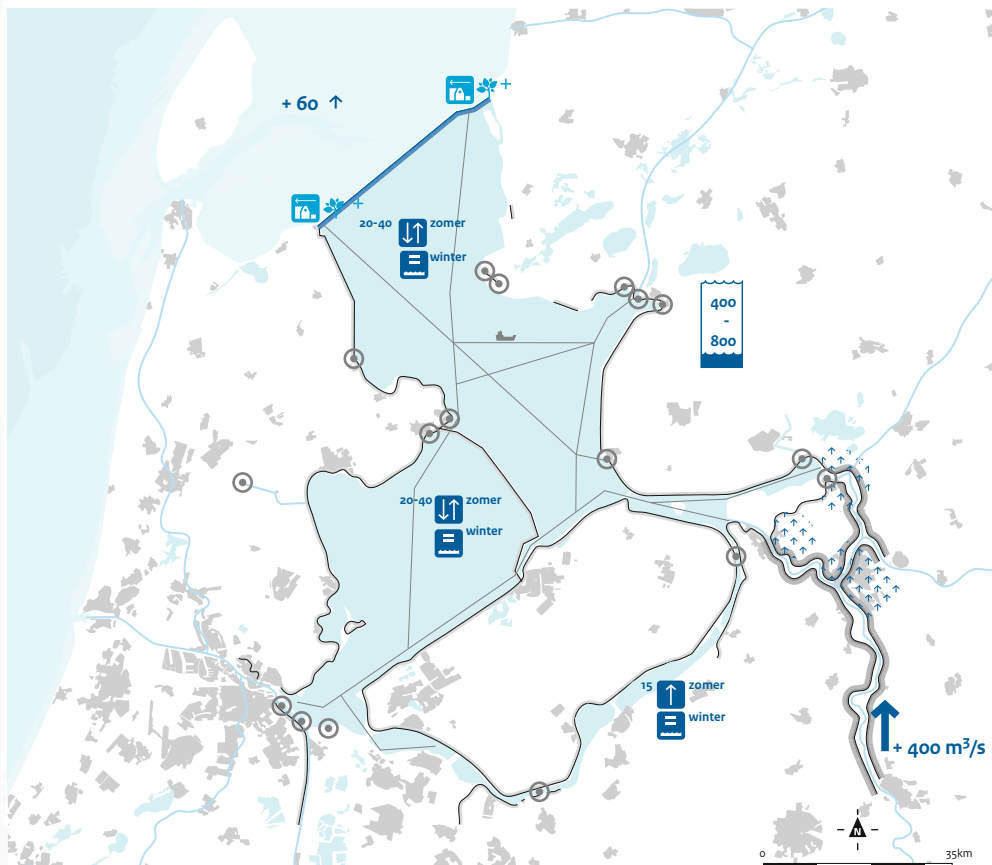 + 60 ↑
20-40 zomer
winter
400
-
800
20-40 zomer
winter
15 zomer
winter
+ 400 m³/s
N
0 35km